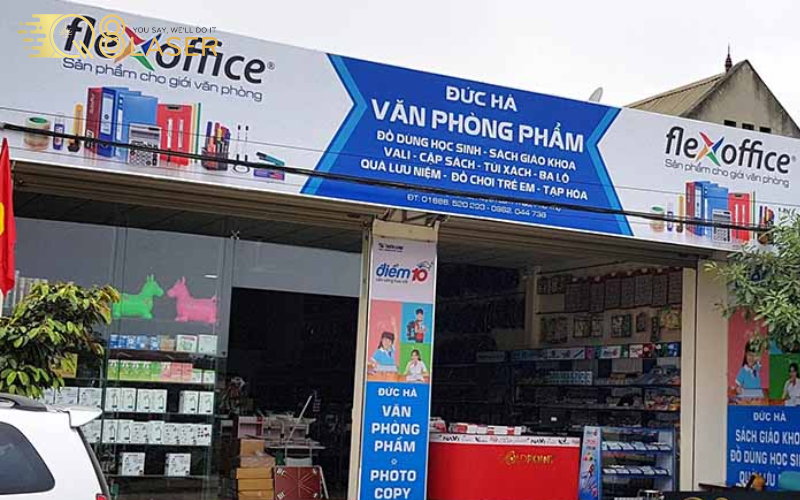 YOU SAY, WE'LL DO IT
LASER
flexoffice®
Sản phẩm cho giới văn phòng
ĐỨC HÀ
VĂN PHÒNG PHẨM
ĐỒ DÙNG HỌC SINH - SÁCH GIÁO KHOA
VALI - CẶP SÁCH - TÚI XÁCH - BA LÔ
QUÀ LƯU NIỆM - ĐỒ CHƠI TRẺ EM - TẠP HÓA
flexoffice®
Sản phẩm cho giới văn phòng
điểm 10
ĐỨC HÀ
VĂN
PHÒNG
PHẨM
PHOTO
COPY
ĐỨC HÀ
SÁCH GIÁO KHOA
ĐỒ DÙNG HỌC SIN